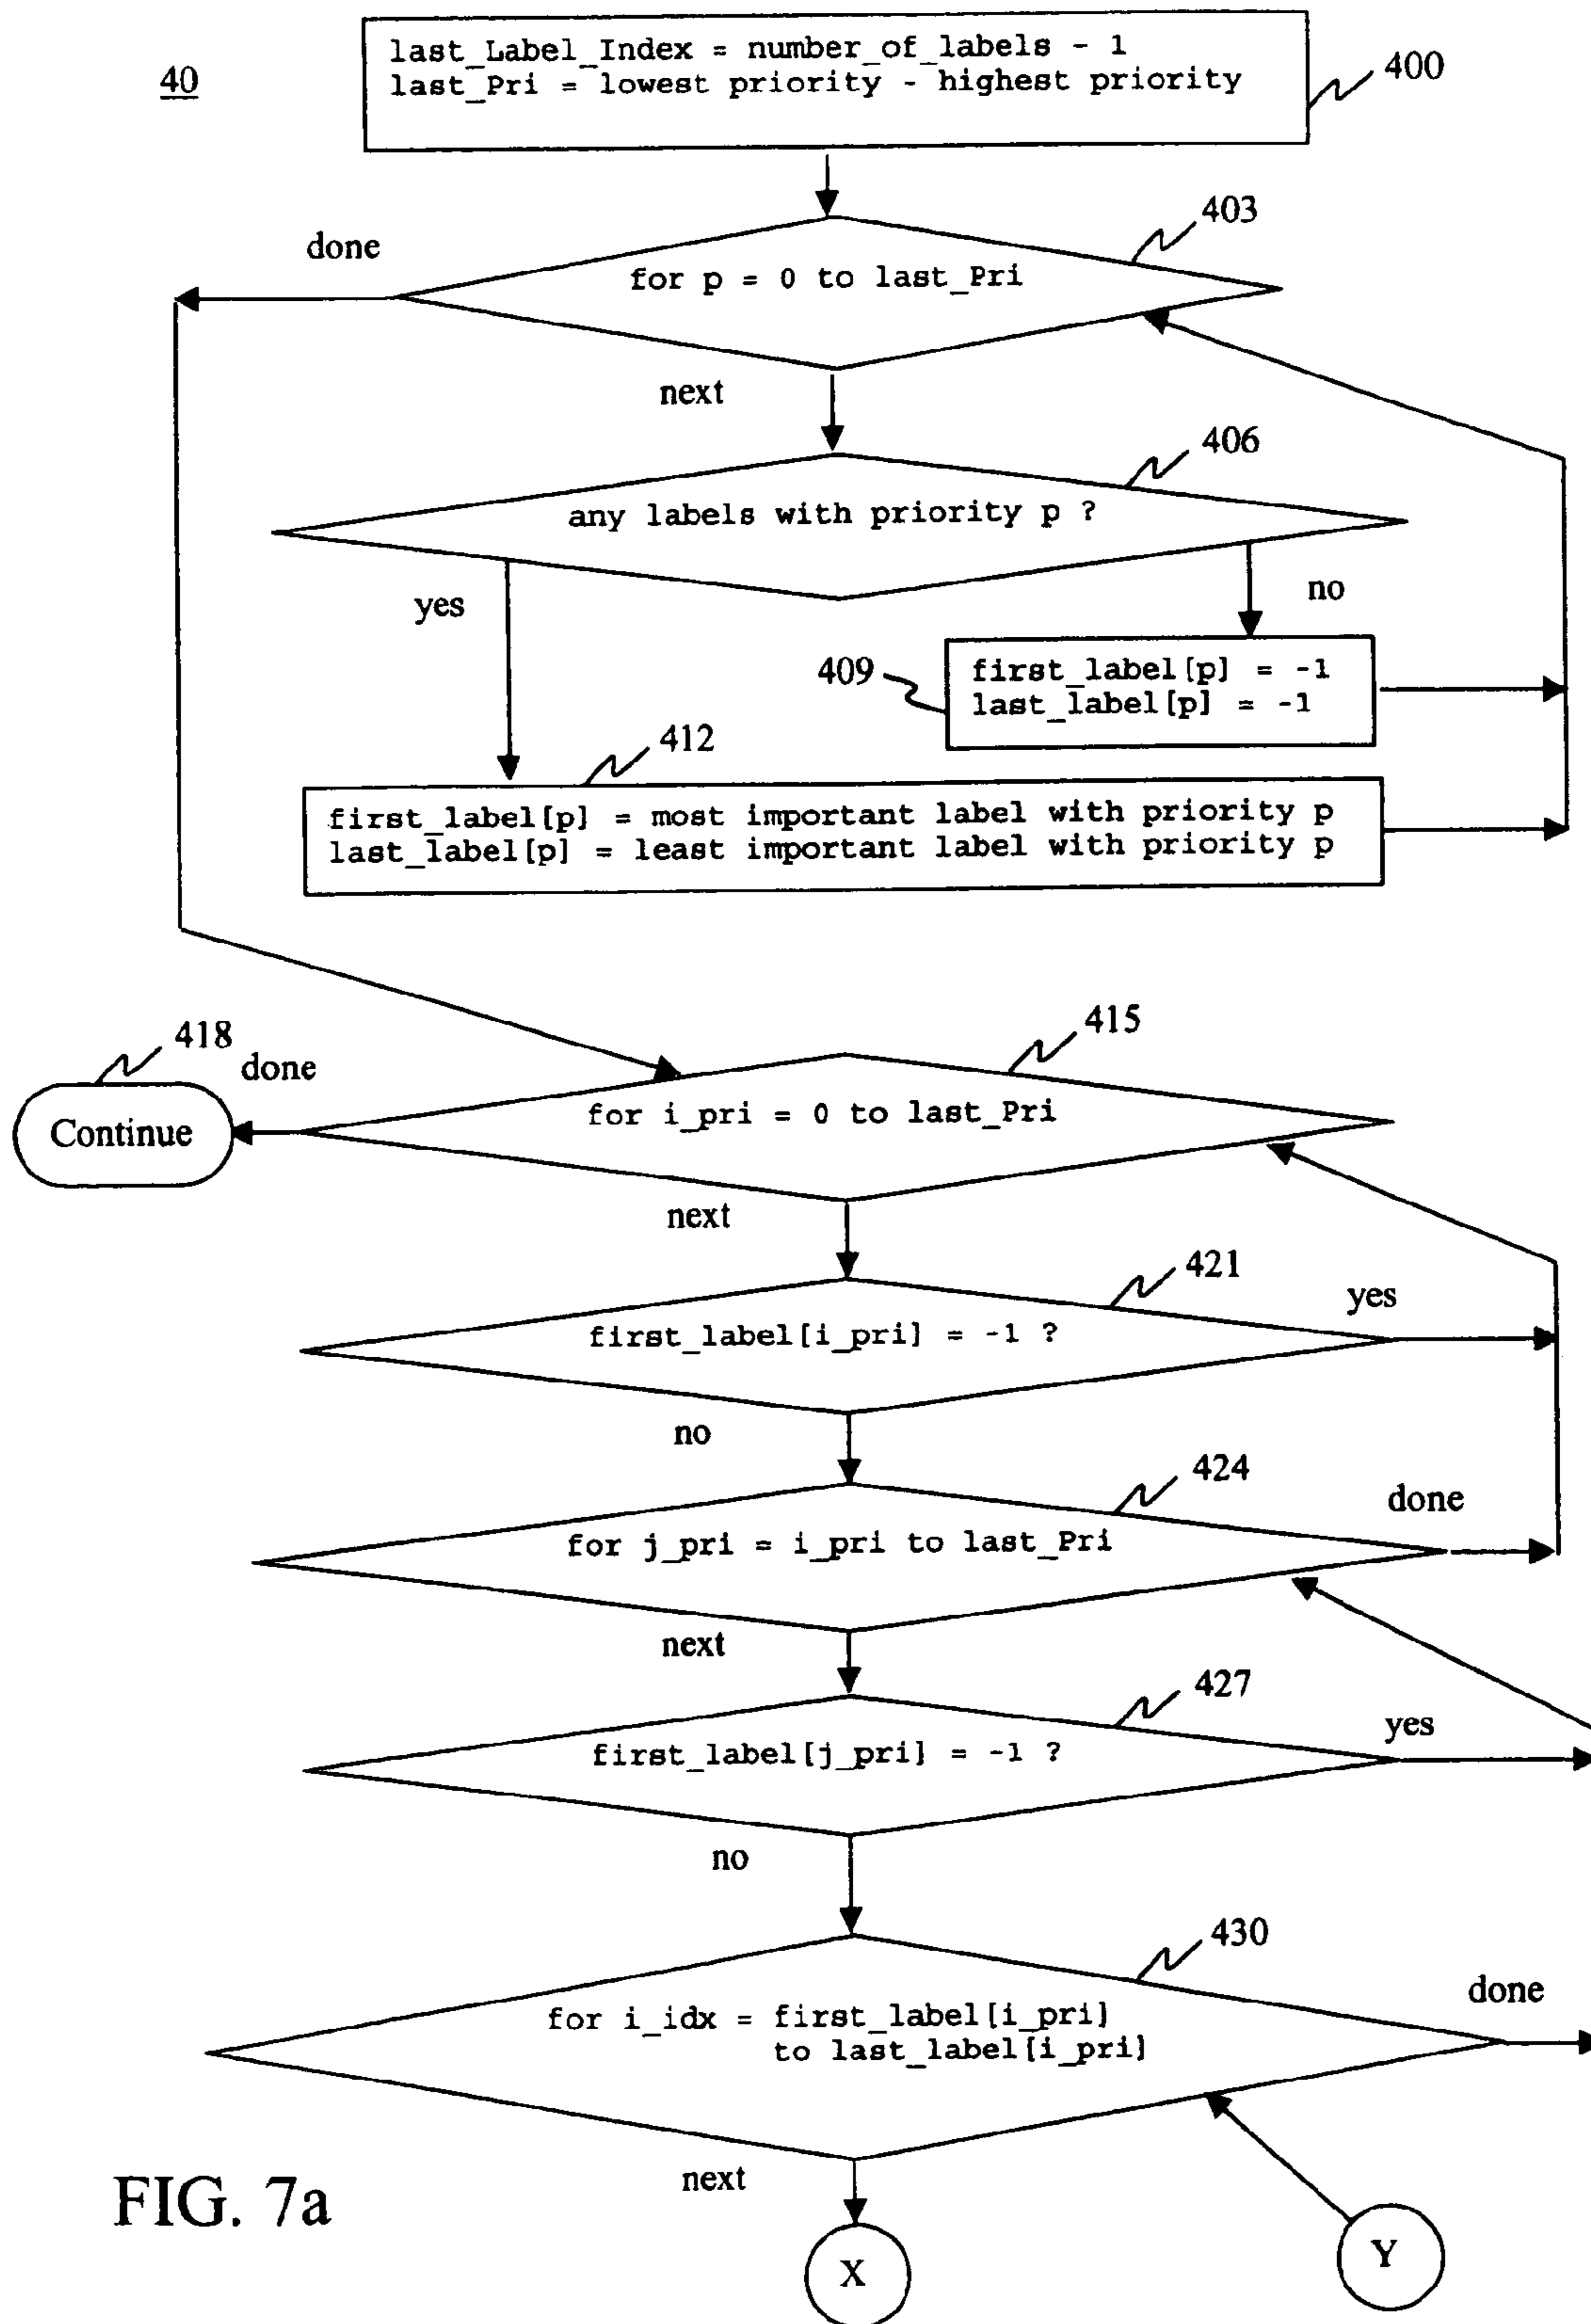 last_Label_Index = number_of_labels - 1
last_Pri = lowest priority - highest priority
400
40
403
done
for p = 0 to last_Pri
next
406
any labels with priority p ?
yes
no
409
first_label[p] = -1
last_label[p] = -1
412
first_label[p] = most important label with priority p
last_label[p] = least important label with priority p
415
418
done
Continue
for i_pri = 0 to last_Pri
next
421
yes
first_label[i_pri] = -1 ?
no
424
done
for j_pri = i_pri to last_Pri
next
427
yes
first_label[j_pri] = -1 ?
no
430
done
for i_idx = first_label[i_pri]
to last_label[i_pri]
next
FIG. 7a
X
Y